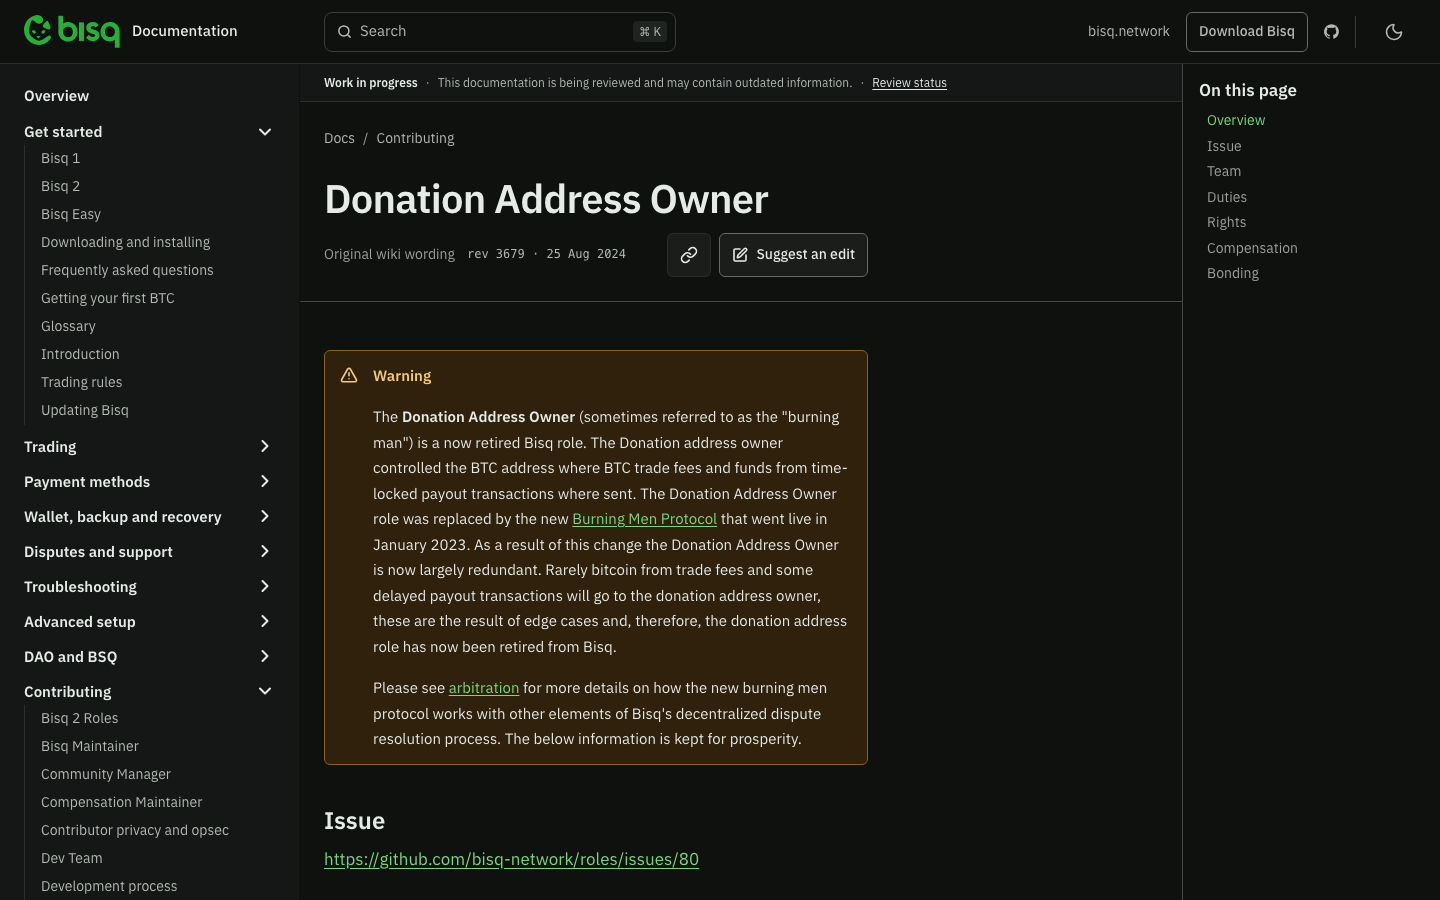 bisq Documentation
Search
⌘ K
bisq.network
Download Bisq
Overview
Get started
Bisq 1
Bisq 2
Bisq Easy
Downloading and installing
Frequently asked questions
Getting your first BTC
Glossary
Introduction
Trading rules
Updating Bisq
Trading
Payment methods
Wallet, backup and recovery
Disputes and support
Troubleshooting
Advanced setup
DAO and BSQ
Contributing
Bisq 2 Roles
Bisq Maintainer
Community Manager
Compensation Maintainer
Contributor privacy and opsec
Dev Team
Development process
Work in progress · This documentation is being reviewed and may contain outdated information. · Review status
Docs / Contributing
Donation Address Owner
Original wiki wording rev 3679 · 25 Aug 2024
Suggest an edit
Warning
The Donation Address Owner (sometimes referred to as the "burning
man") is a now retired Bisq role. The Donation address owner
controlled the BTC address where BTC trade fees and funds from time-
locked payout transactions where sent. The Donation Address Owner
role was replaced by the new Burning Men Protocol that went live in
January 2023. As a result of this change the Donation Address Owner
is now largely redundant. Rarely bitcoin from trade fees and some
delayed payout transactions will go to the donation address owner,
these are the result of edge cases and, therefore, the donation address
role has now been retired from Bisq.
Please see arbitration for more details on how the new burning men
protocol works with other elements of Bisq's decentralized dispute
resolution process. The below information is kept for prosperity.
Issue
https://github.com/bisq-network/roles/issues/80
On this page
Overview
Issue
Team
Duties
Rights
Compensation
Bonding